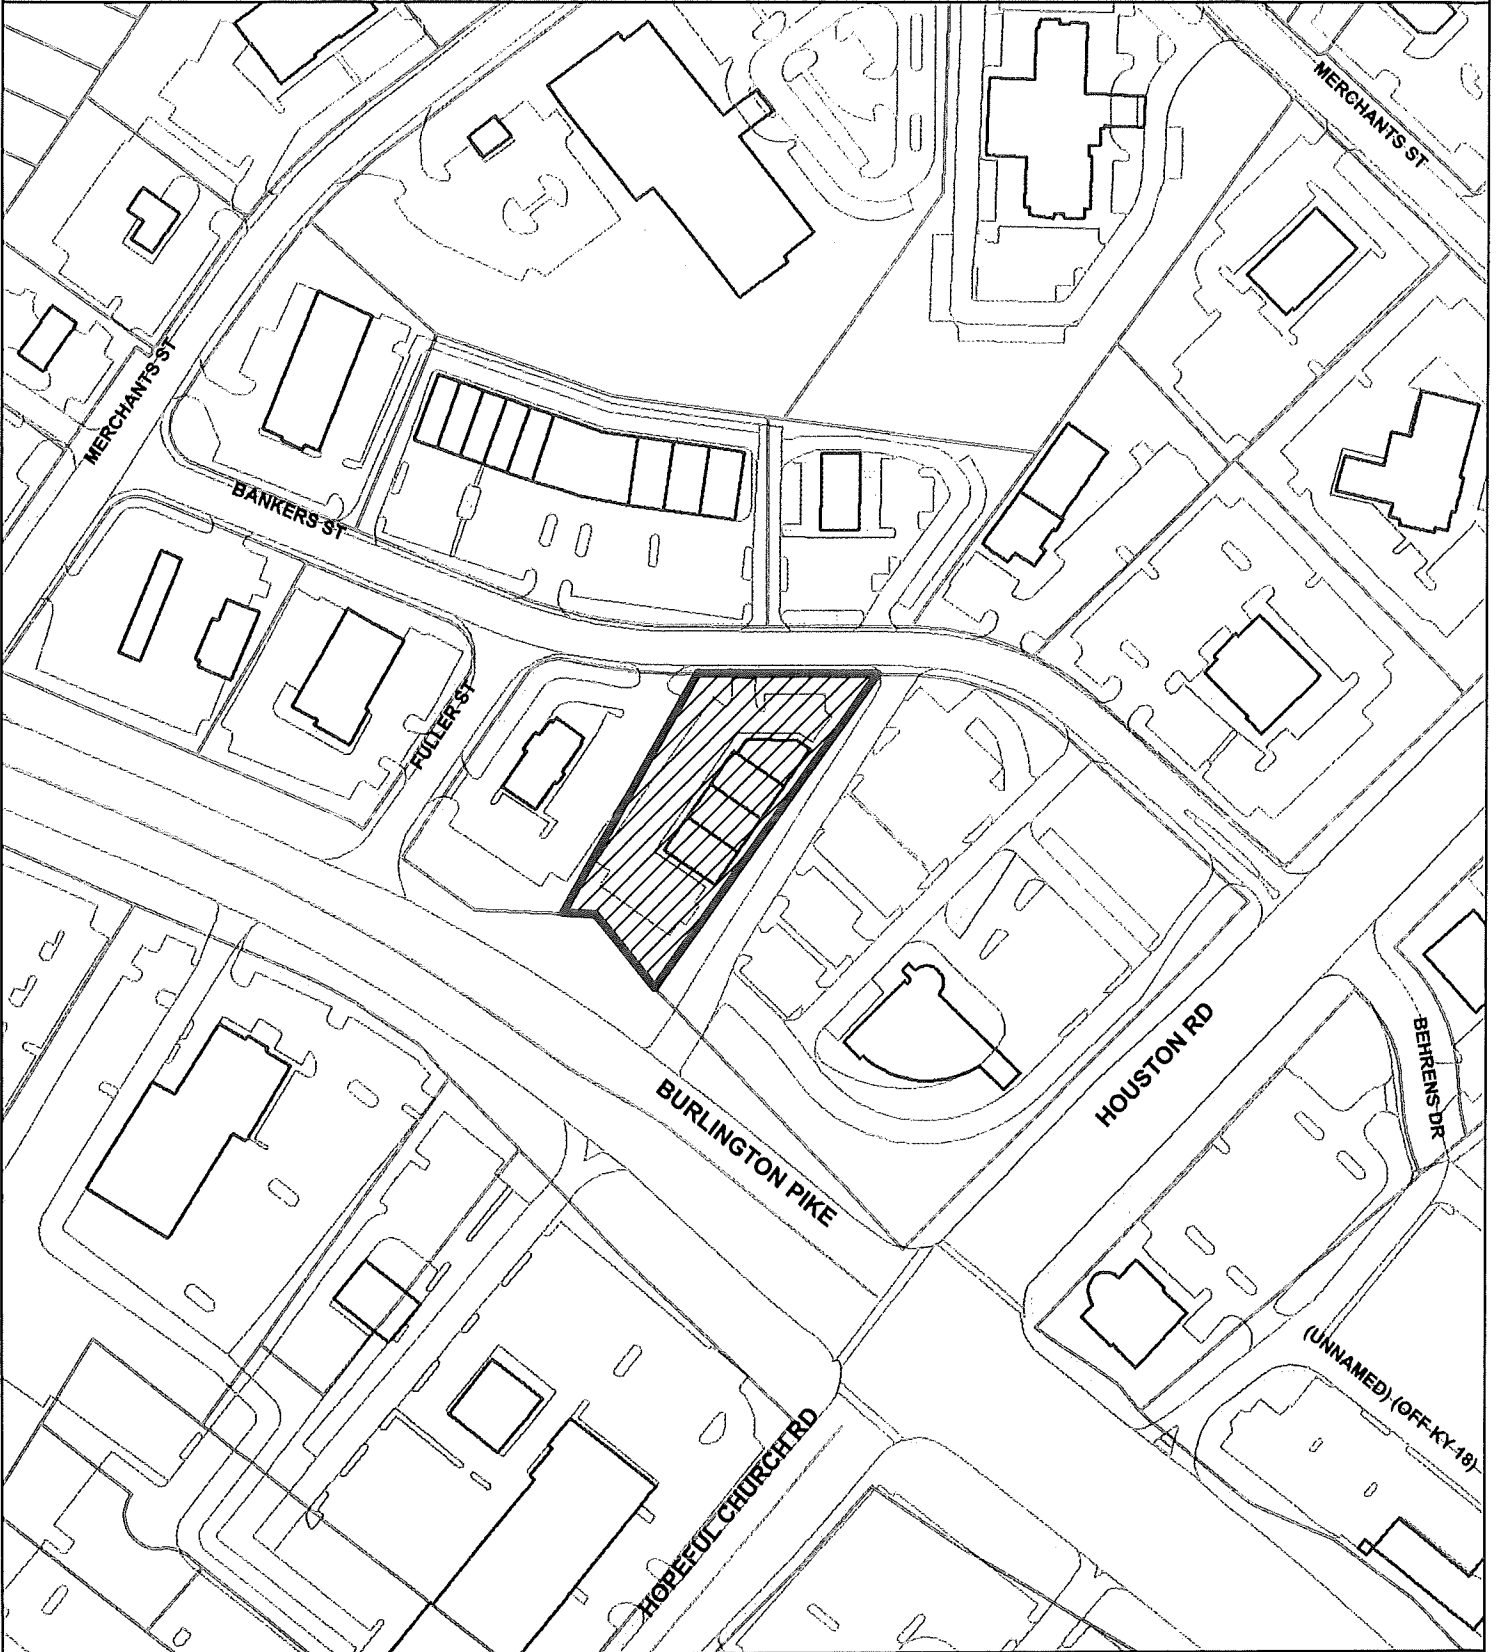 MERCHANTS ST
MERCHANTS ST
BANKERS ST
FULLER ST
BURLINGTON PIKE
HOUSTON RD
BEHRENS DR
(UNNAMED) (OFF-KY-18)
HOPEFUL CHURCH RD